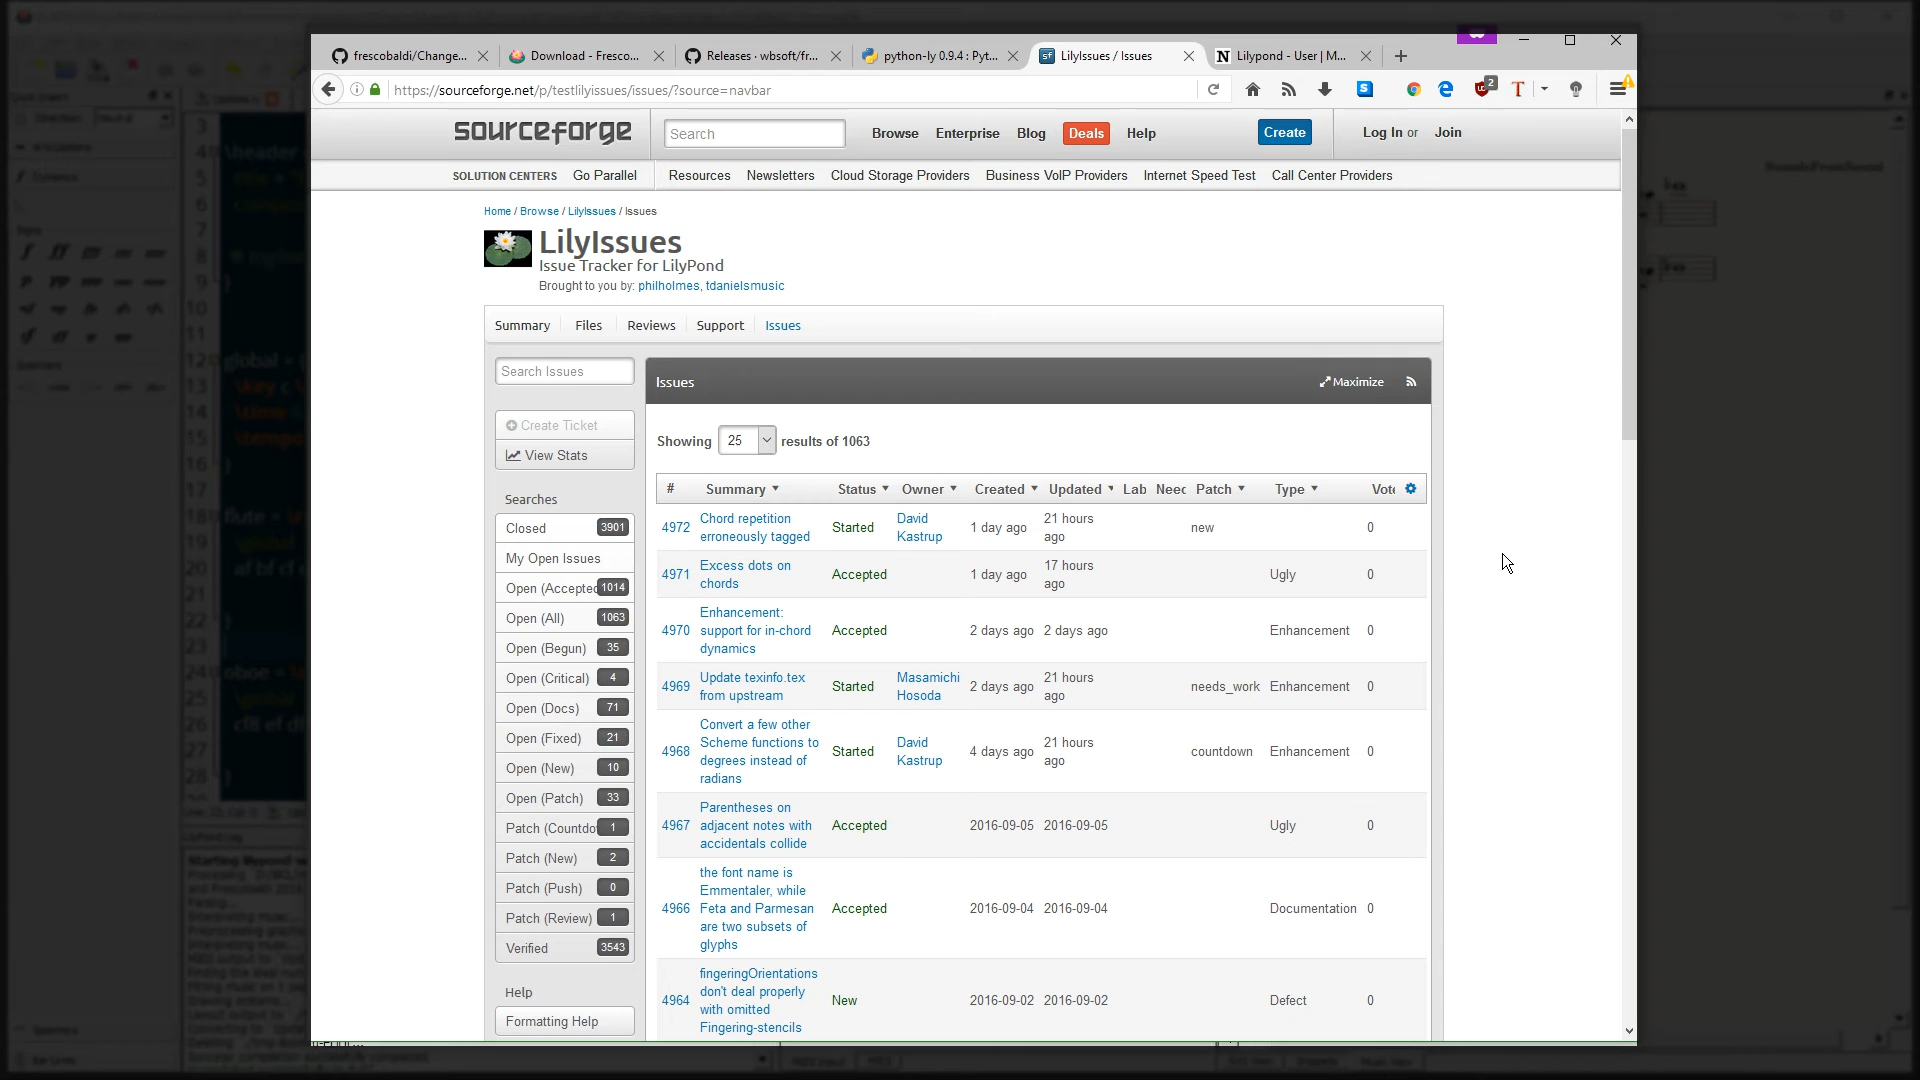 frescobaldi/Change...
Download - Fresco...
Releases · wbsoft/fr...
python-ly 0.9.4 : Pyt...
LilyIssues / Issues
Lilypond - User | M...
https://sourceforge.net/p/testlilyissues/issues/?source=navbar
2
sourceforge
Search
Browse Enterprise Blog Deals Help
Create
Log In or Join
SOLUTION CENTERS Go Parallel Resources Newsletters Cloud Storage Providers Business VoIP Providers Internet Speed Test Call Center Providers
Home / Browse / LilyIssues / Issues
LilyIssues
Issue Tracker for LilyPond
Brought to you by: philholmes, tdanielsmusic
Summary Files Reviews Support Issues
Search Issues
Create Ticket
View Stats
Searches
Closed 3901
My Open Issues
Open (Accepted 1014
Open (All) 1063
Open (Begun) 35
Open (Critical) 4
Open (Docs) 71
Open (Fixed) 21
Open (New) 10
Open (Patch) 33
Patch (Countdo 1
Patch (New) 2
Patch (Push) 0
Patch (Review) 1
Verified 3543
Help
Formatting Help
Issues
Maximize
Showing 25 results of 1063
# Summary Status Owner Created Updated Lab Need Patch Type Vote
4972 Chord repetition erroneously tagged Started David Kastrup 1 day ago 21 hours ago new 0
4971 Excess dots on chords Accepted 1 day ago 17 hours ago Ugly 0
4970 Enhancement: support for in-chord dynamics Accepted 2 days ago 2 days ago Enhancement 0
4969 Update texinfo.tex from upstream Started Masamichi Hosoda 2 days ago 21 hours ago needs_work Enhancement 0
4968 Convert a few other Scheme functions to degrees instead of radians Started David Kastrup 4 days ago 21 hours ago countdown Enhancement 0
4967 Parentheses on adjacent notes with accidentals collide Accepted 2016-09-05 2016-09-05 Ugly 0
4966 the font name is Emmentaler, while Feta and Parmesan are two subsets of glyphs Accepted 2016-09-04 2016-09-04 Documentation 0
4964 fingeringOrientations don't deal properly with omitted Fingering-stencils New 2016-09-02 2016-09-02 Defect 0